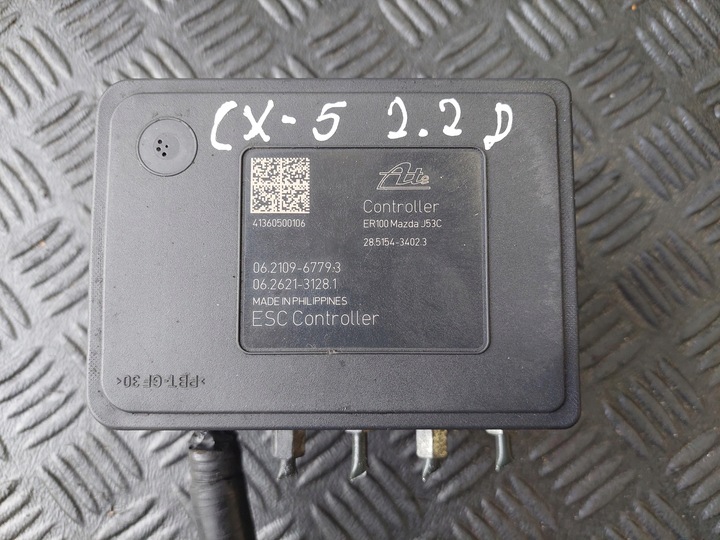 CX-5 2.2 D
Ate
41360500106
Controller
ER100 Mazda J53C
28.5154-3402.3
06.2109-6779.3
06.2621-3128.1
MADE IN PHILIPPINES
ESC Controller
>PBT-GF30<